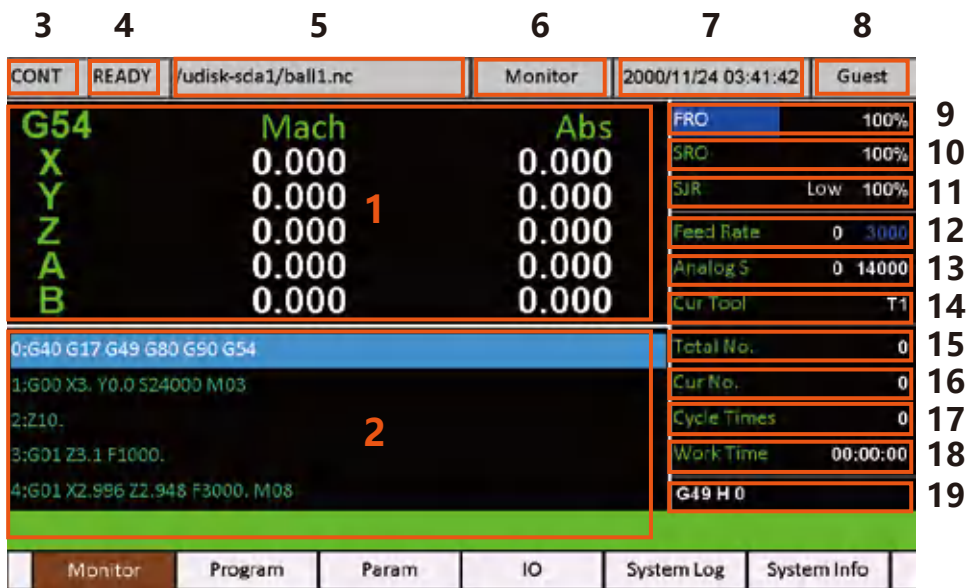 3 4 5 6 7 8
CONT READY /udisk-sda1/ball1.nc Monitor 2000/11/24 03:41:42 Guest
G54 Mach Abs
X 0.000 0.000
Y 0.000 0.000
Z 0.000 0.000
A 0.000 0.000
B 0.000 0.000
1
FRO 100% 9
SRO 100% 10
SJR Low 100% 11
Feed Rate 0 3000 12
Analog S 0 14000 13
Cur Tool T1 14
0:G40 G17 G49 G80 G90 G54
1:G00 X3. Y0.0 S24000 M03
2:Z10.
3:G01 Z3.1 F1000.
4:G01 X2.996 Z2.948 F3000. M08
2
Total No. 0 15
Cur No. 0 16
Cycle Times 0 17
Work Time 00:00:00 18
G49 H 0 19
Monitor Program Param IO System Log System Info